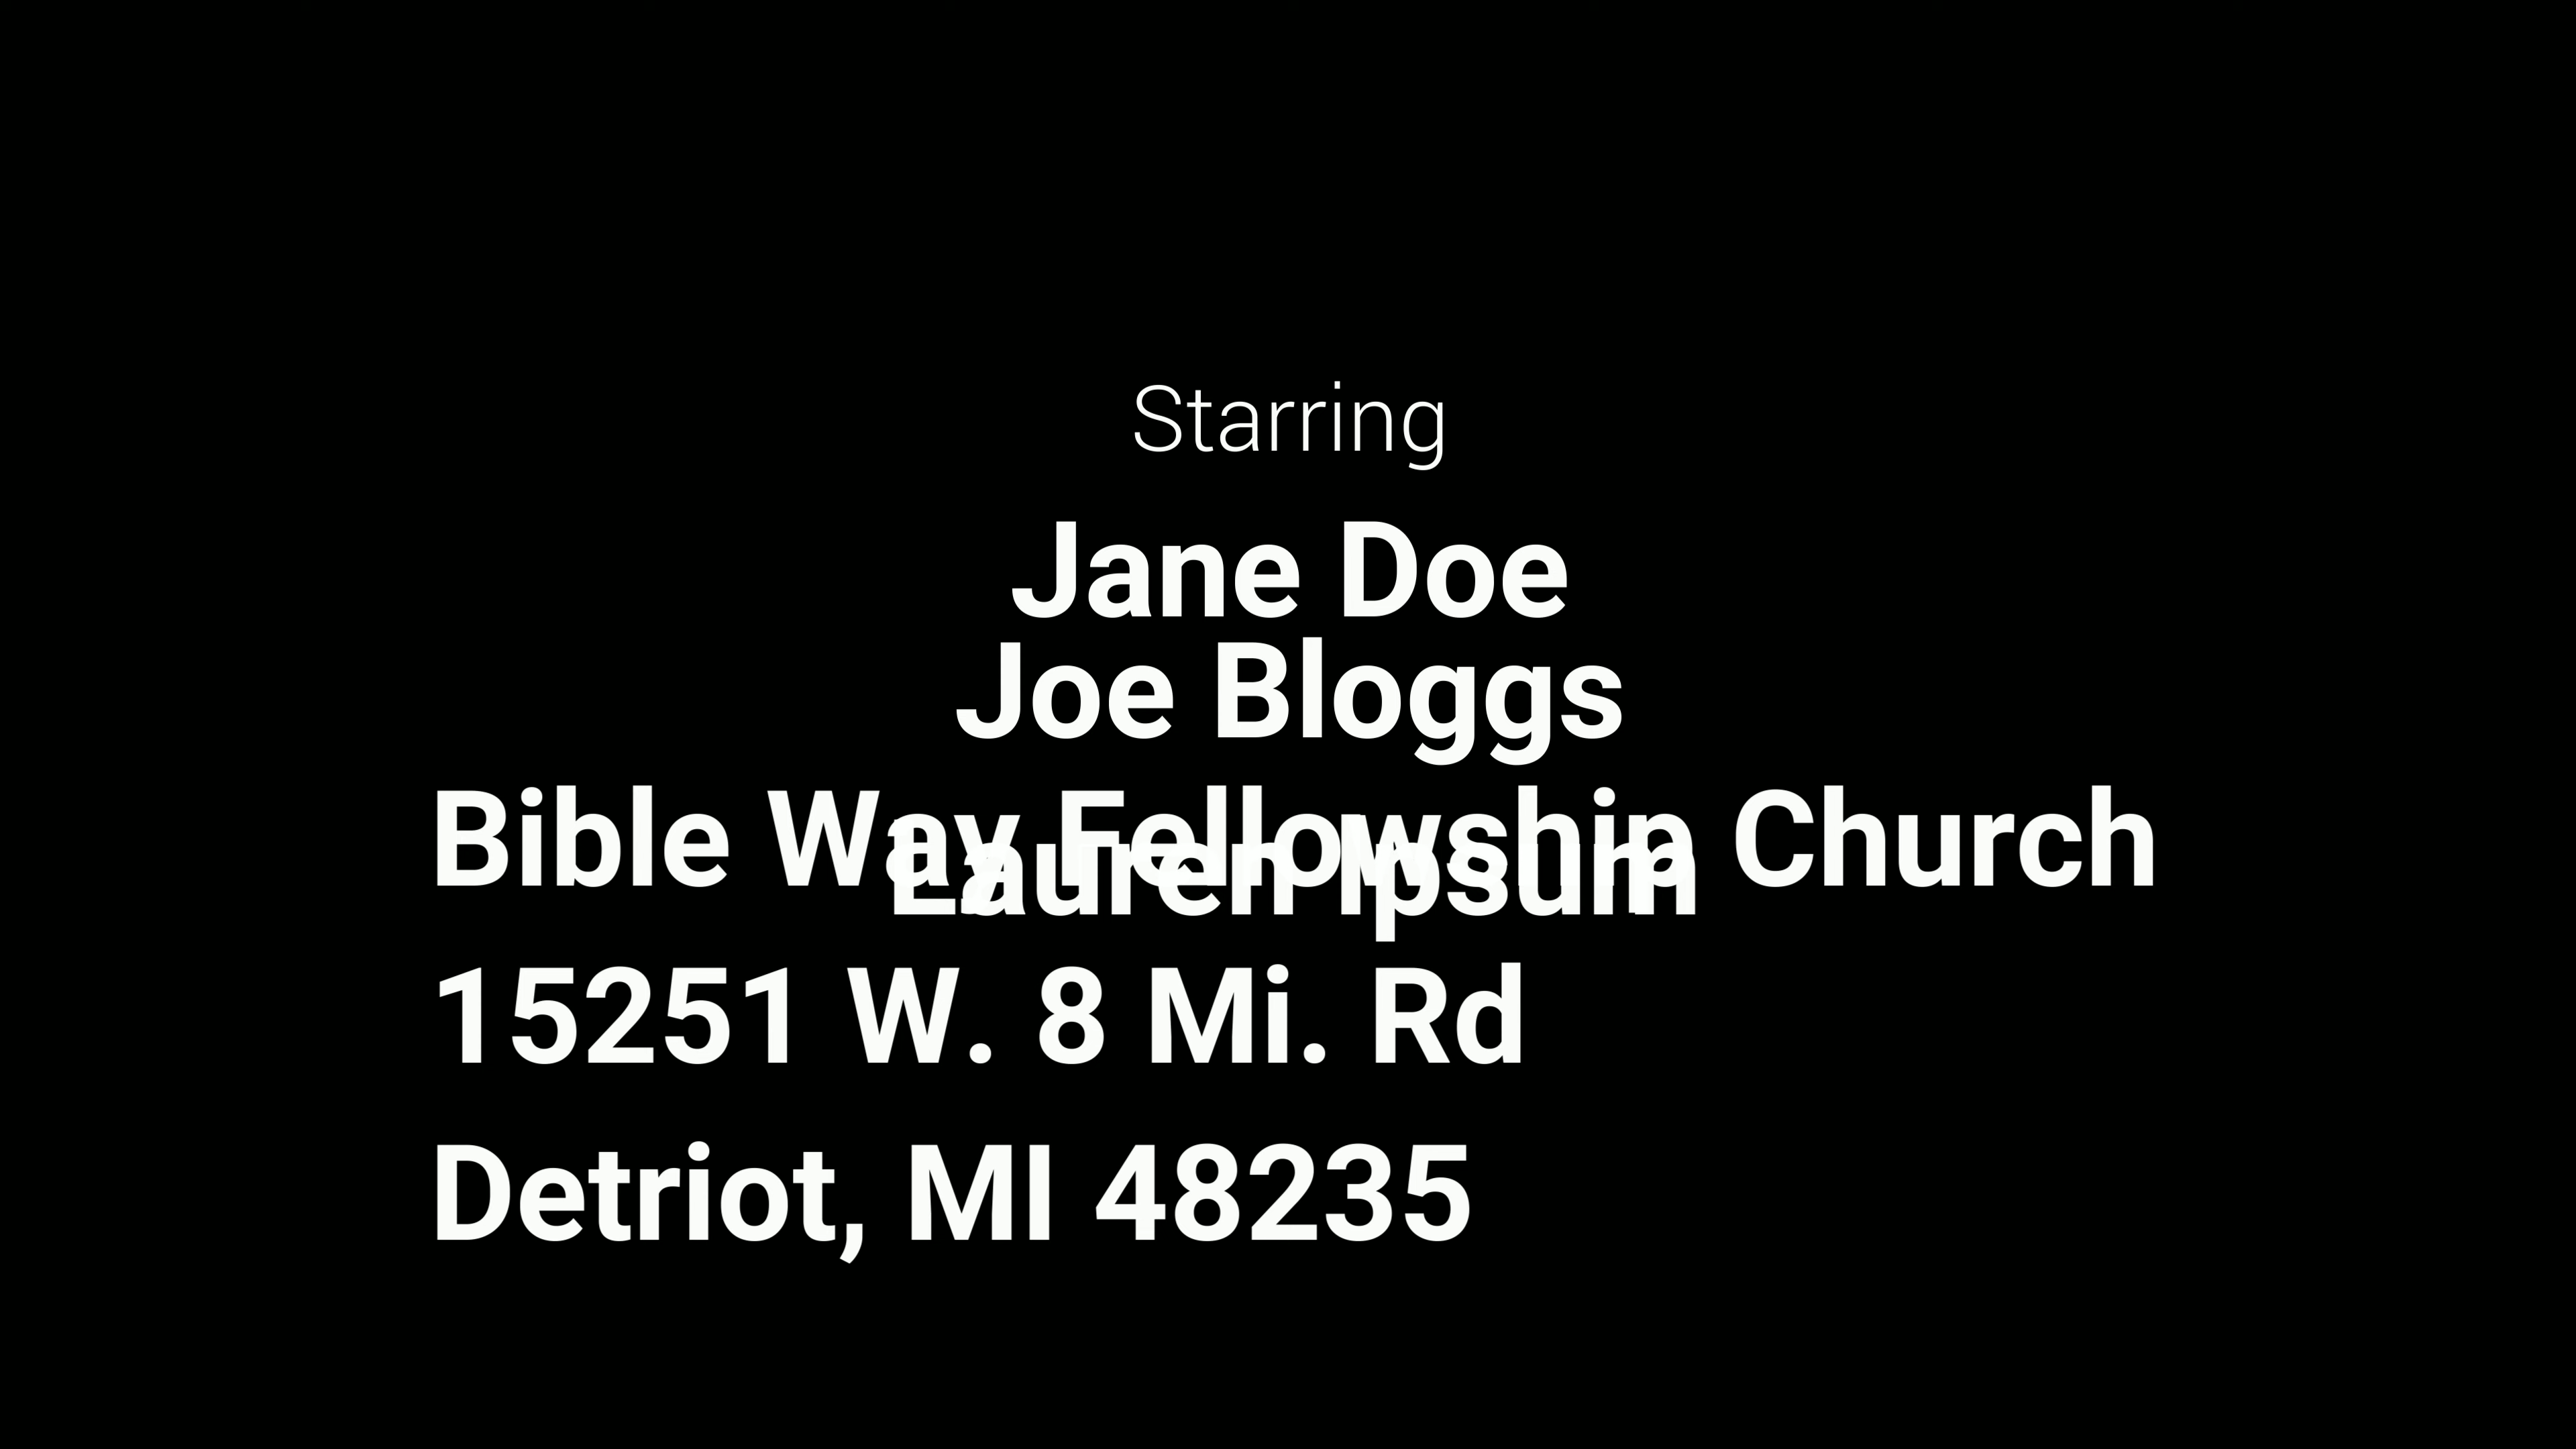 Starring
Jane Doe
Joe Bloggs
Bible Way Fellowship Church
Lauren Ipsum
15251 W. 8 Mi. Rd
Detriot, MI 48235